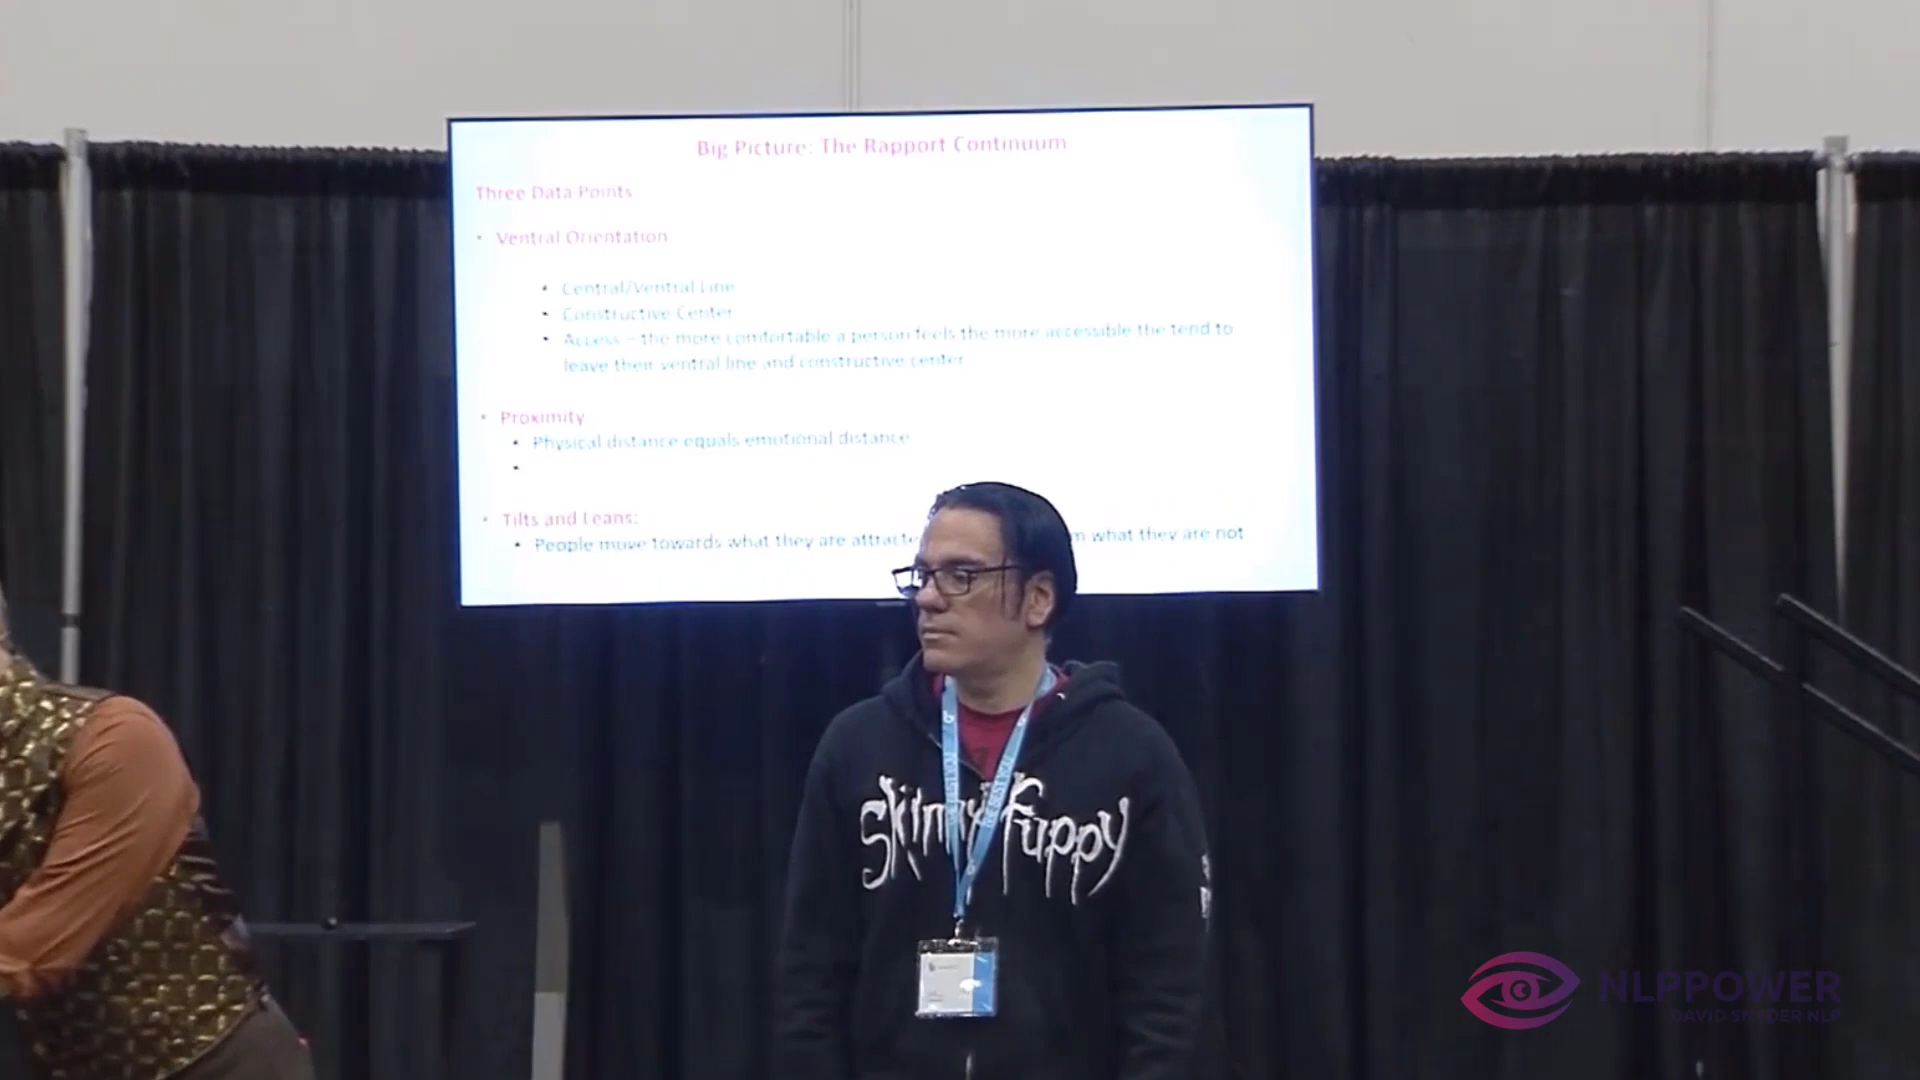 Big Picture: The Rapport Continuum
Three Data Points
• Ventral Orientation
• Central/Ventral Line
• Constructive Center
• Access – the more comfortable a person feels the more accessible the tend to
leave their ventral line and constructive center
• Proximity
• Physical distance equals emotional distance
•
• Tilts and Leans:
• People move towards what they are what they are not
skinny puppy
NLPPOWER
DAVID SNYDER NLP